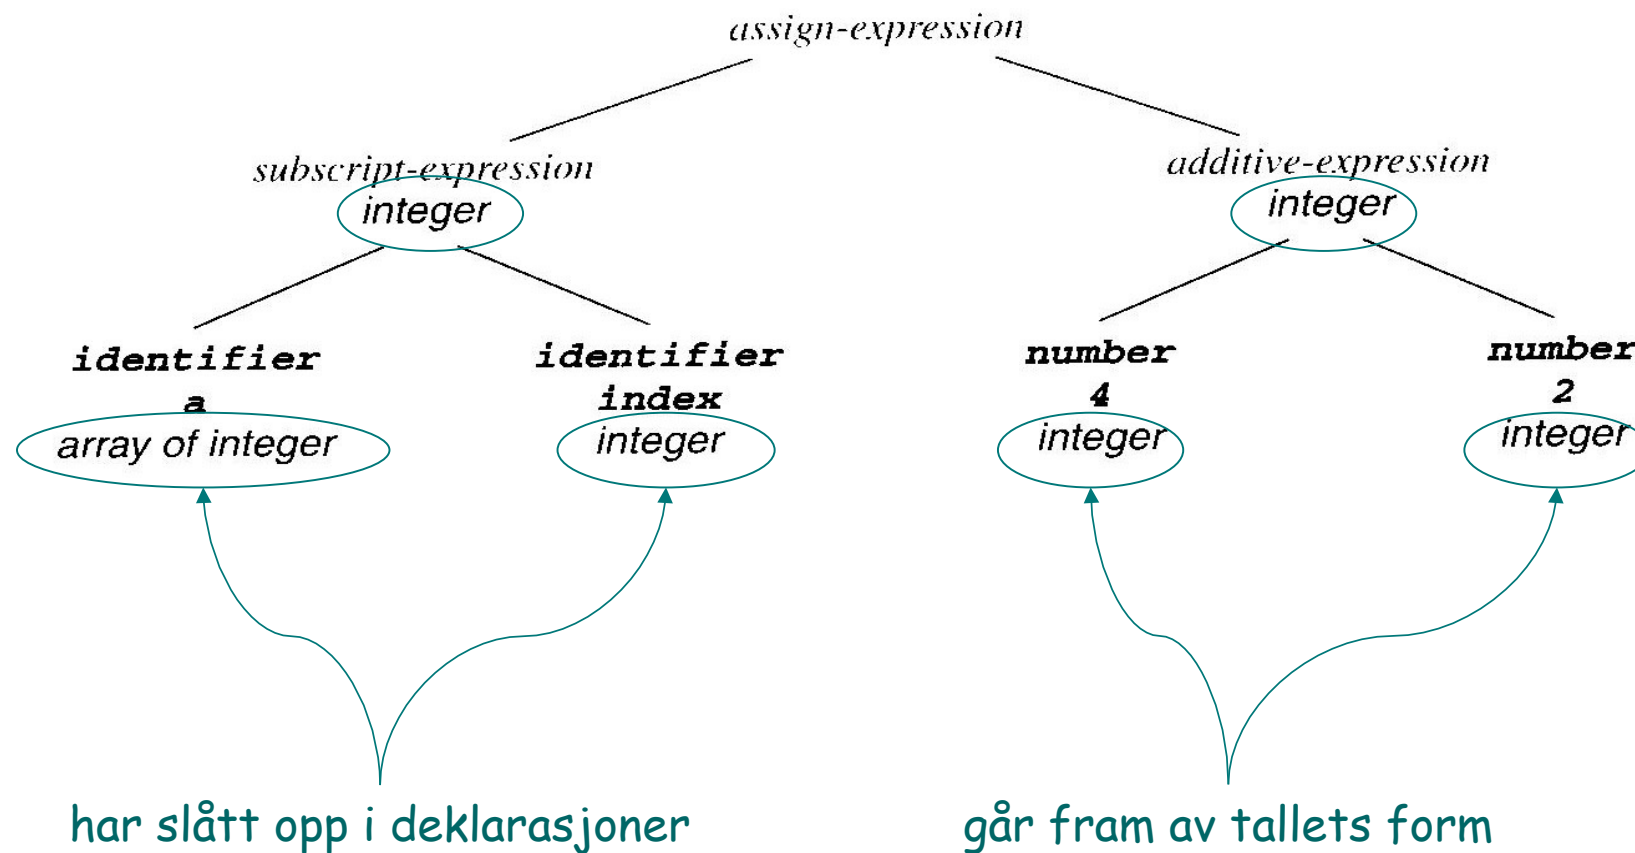 assign-expression
subscript-expression
integer
additive-expression
integer
identifier
a
array of integer
identifier
index
integer
number
4
integer
number
2
integer
har slått opp i deklarasjoner
går fram av tallets form